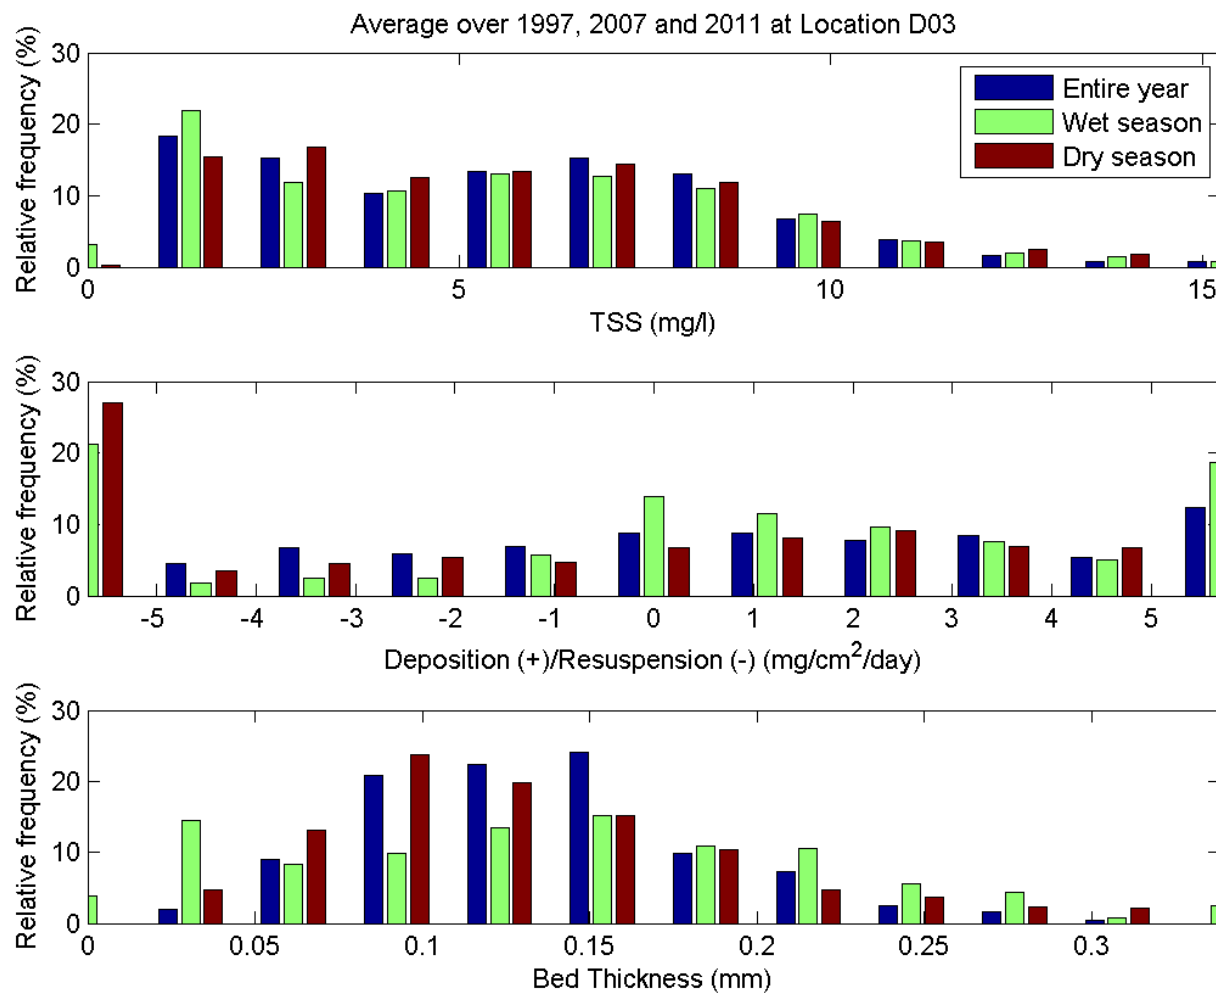 Average over 1997, 2007 and 2011 at Location D03
Relative frequency (%)
30
20
10
0
Entire year
Wet season
Dry season
0 5 10 15
TSS (mg/l)
Relative frequency (%)
30
20
10
0
-5 -4 -3 -2 -1 0 1 2 3 4 5
Deposition (+)/Resuspension (-) (mg/cm²/day)
Relative frequency (%)
30
20
10
0
0 0.05 0.1 0.15 0.2 0.25 0.3
Bed Thickness (mm)